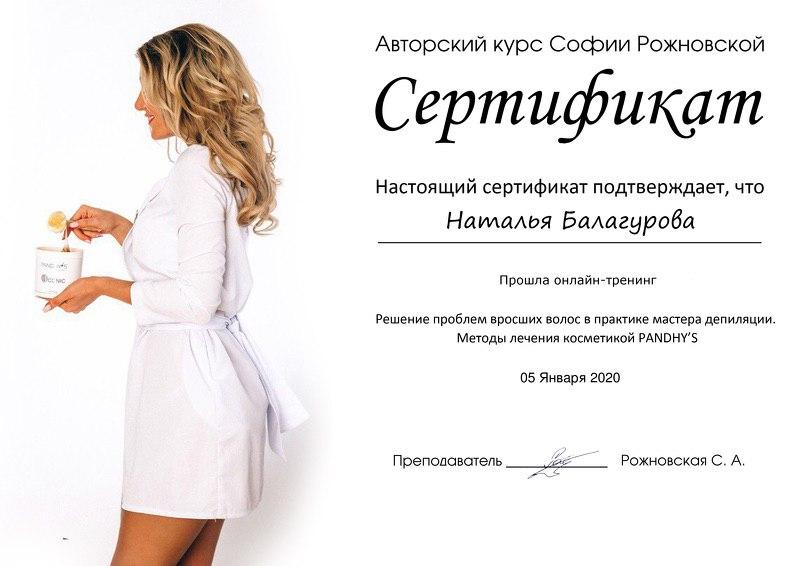 Авторский курс Софии Рожновской
Сертификат
Настоящий сертификат подтверждает, что
Наталья Балагурова
Прошла онлайн-тренинг
Решение проблем вросших волос в практике мастера депиляции.
Методы лечения косметикой PANDHY’S
05 Января 2020
Преподаватель
Рожновская С. А.